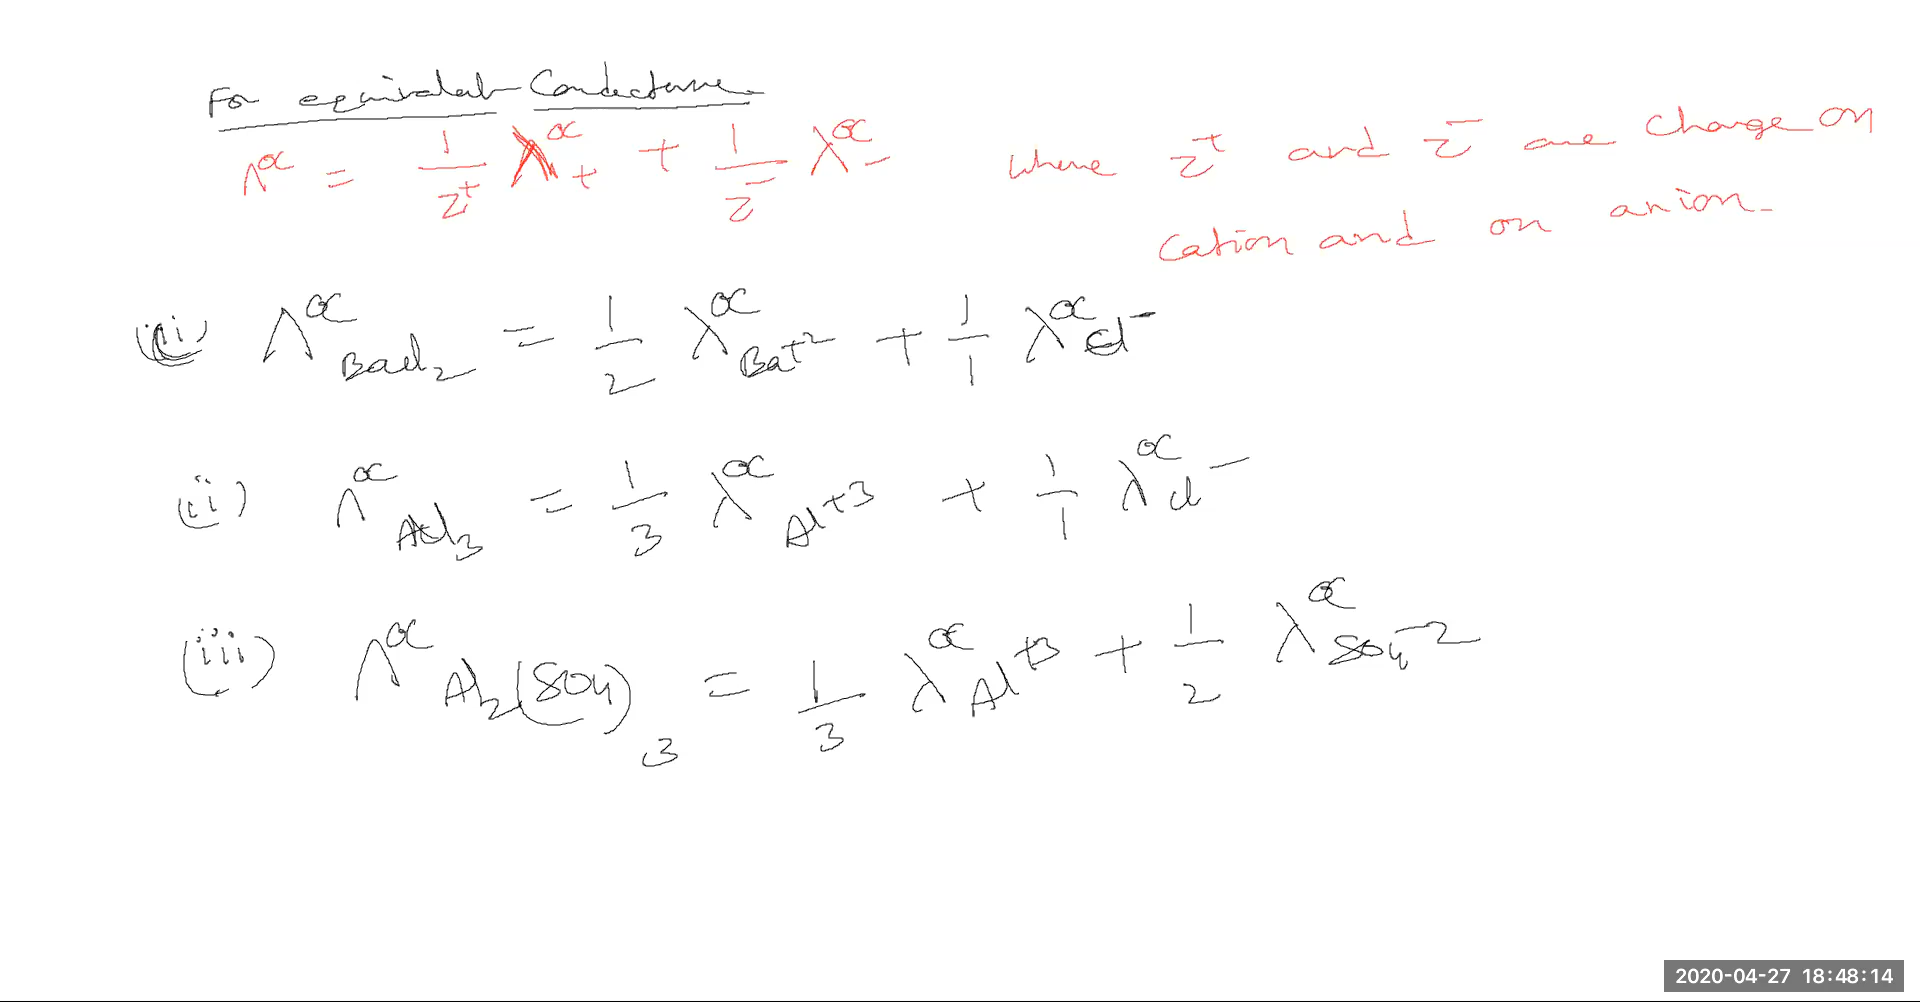 For equivalent Conductance
Λ^∝ = 1/z⁺ λ^∝₊ + 1/z⁻ λ^∝₋ where z⁺ and z⁻ are charge on
cation and on anion.
(i) Λ^∝ BaCl₂ = 1/2 λ^∝ Ba⁺² + 1/1 λ^∝ Cl⁻
(ii) Λ^∝ AlCl₃ = 1/3 λ^∝ Al⁺³ + 1/1 λ^∝ Cl⁻
(iii) Λ^∝ Al₂(SO₄)₃ = 1/3 λ^∝ Al⁺³ + 1/2 λ^∝ SO₄⁻²
2020-04-27 18:48:14